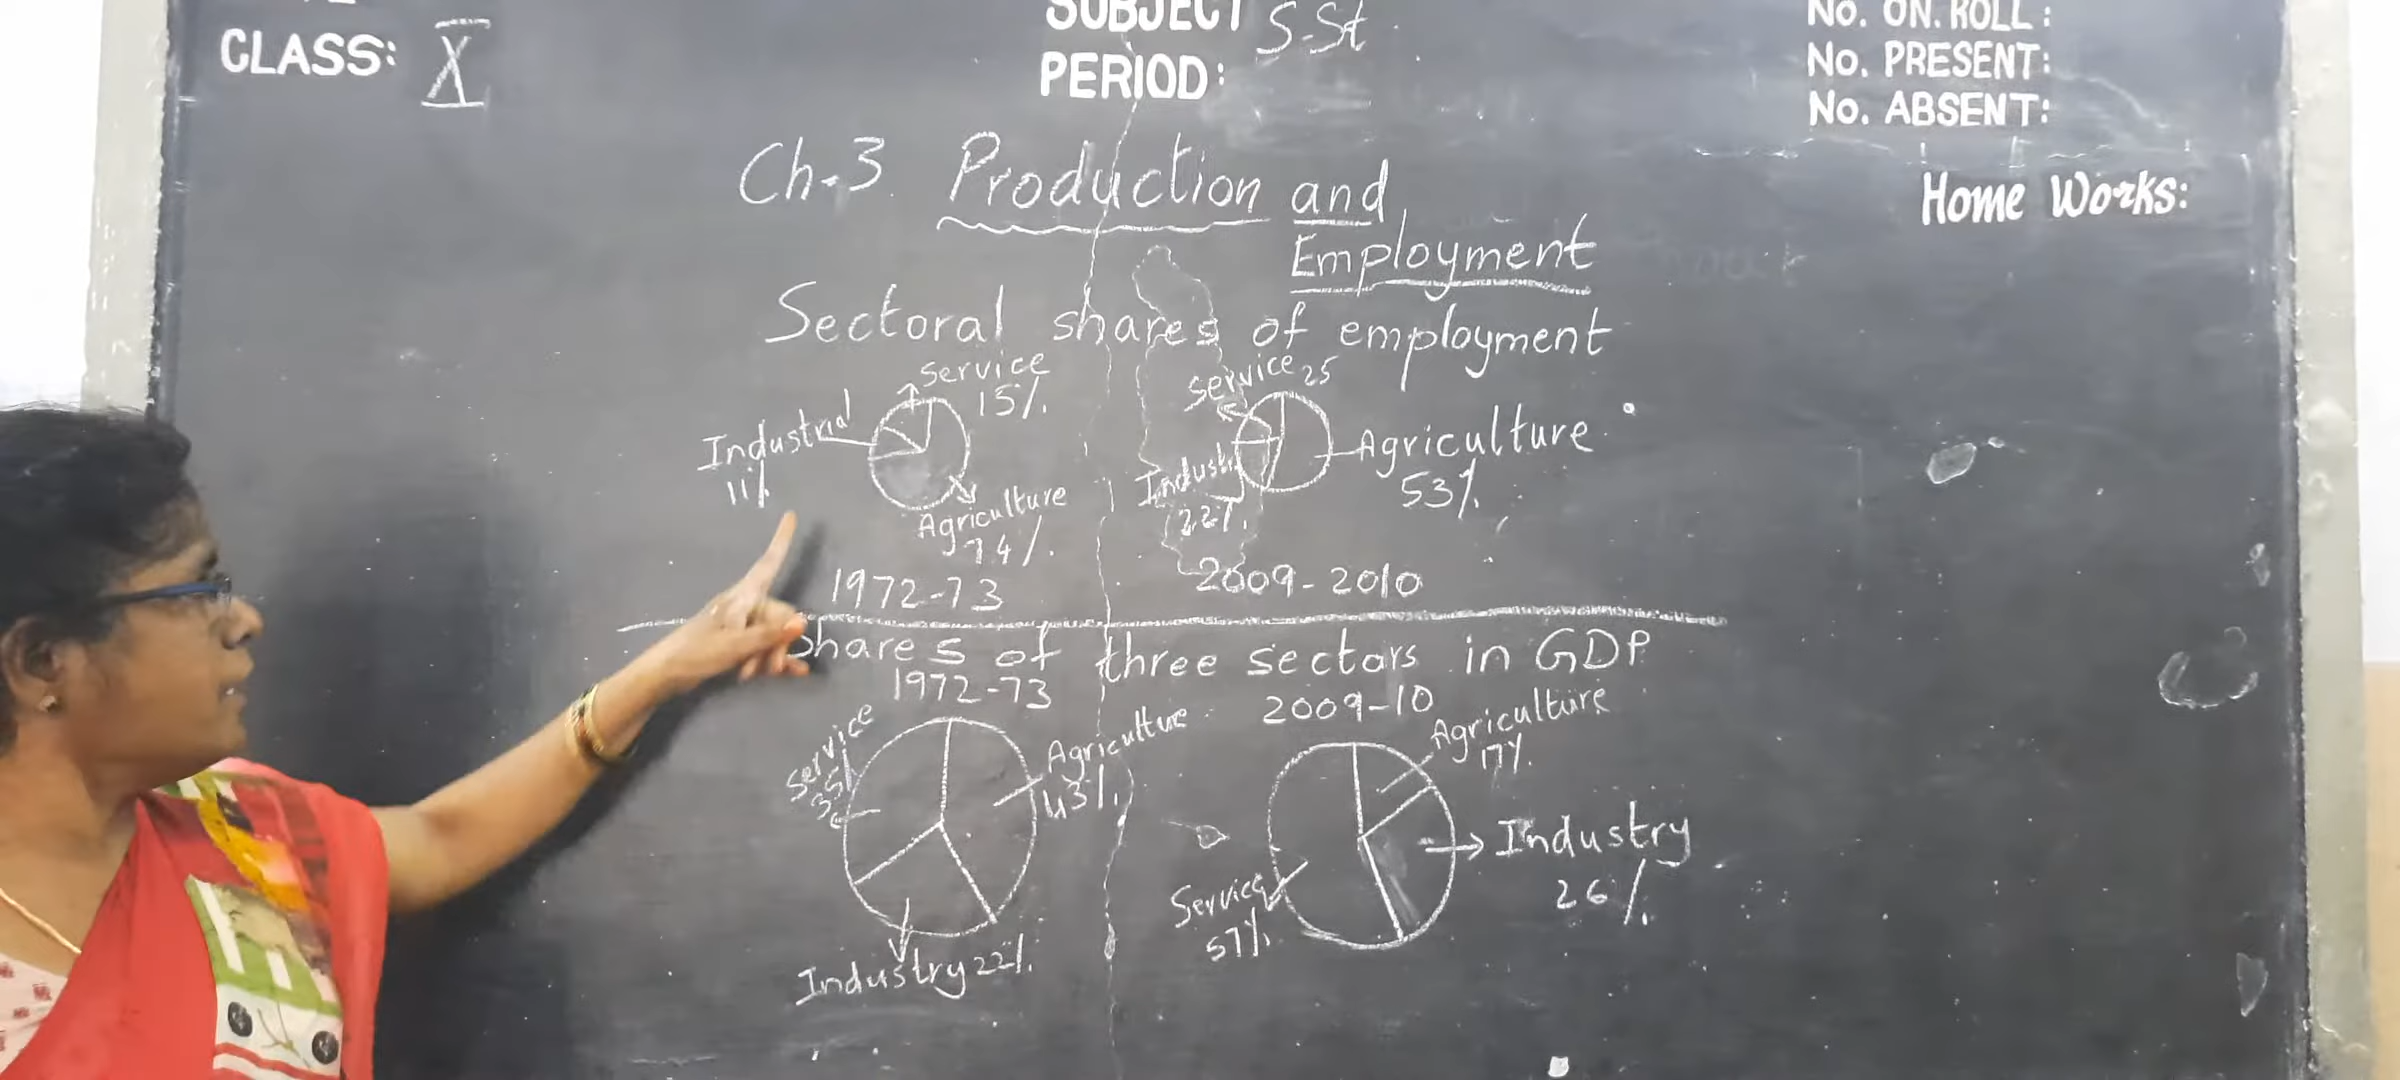 CLASS: X
SUBJECT S.St
PERIOD:
No. ON. ROLL:
No. PRESENT:
No. ABSENT:
Home Works:
Ch.3 Production and
Employment
Sectoral shares of employment
Service
15%
Industrial
11%
Agriculture
74%
1972-73
Service 25
Industry
22%
Agriculture
53%
2009-2010
Shares of three sectors in GDP
1972-73
Service
35%
Agriculture
43%
Industry 22%
2009-10
Agriculture
17%
Industry
26%
Service
57%